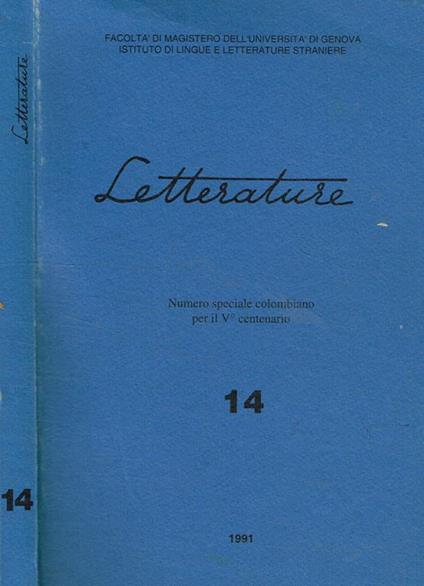 Letterature
14
FACOLTA' DI MAGISTERO DELL'UNIVERSITA' DI GENOVA
ISTITUTO DI LINGUE E LETTERATURE STRANIERE
Letterature
Numero speciale colombiano
per il V° centenario
14
1991